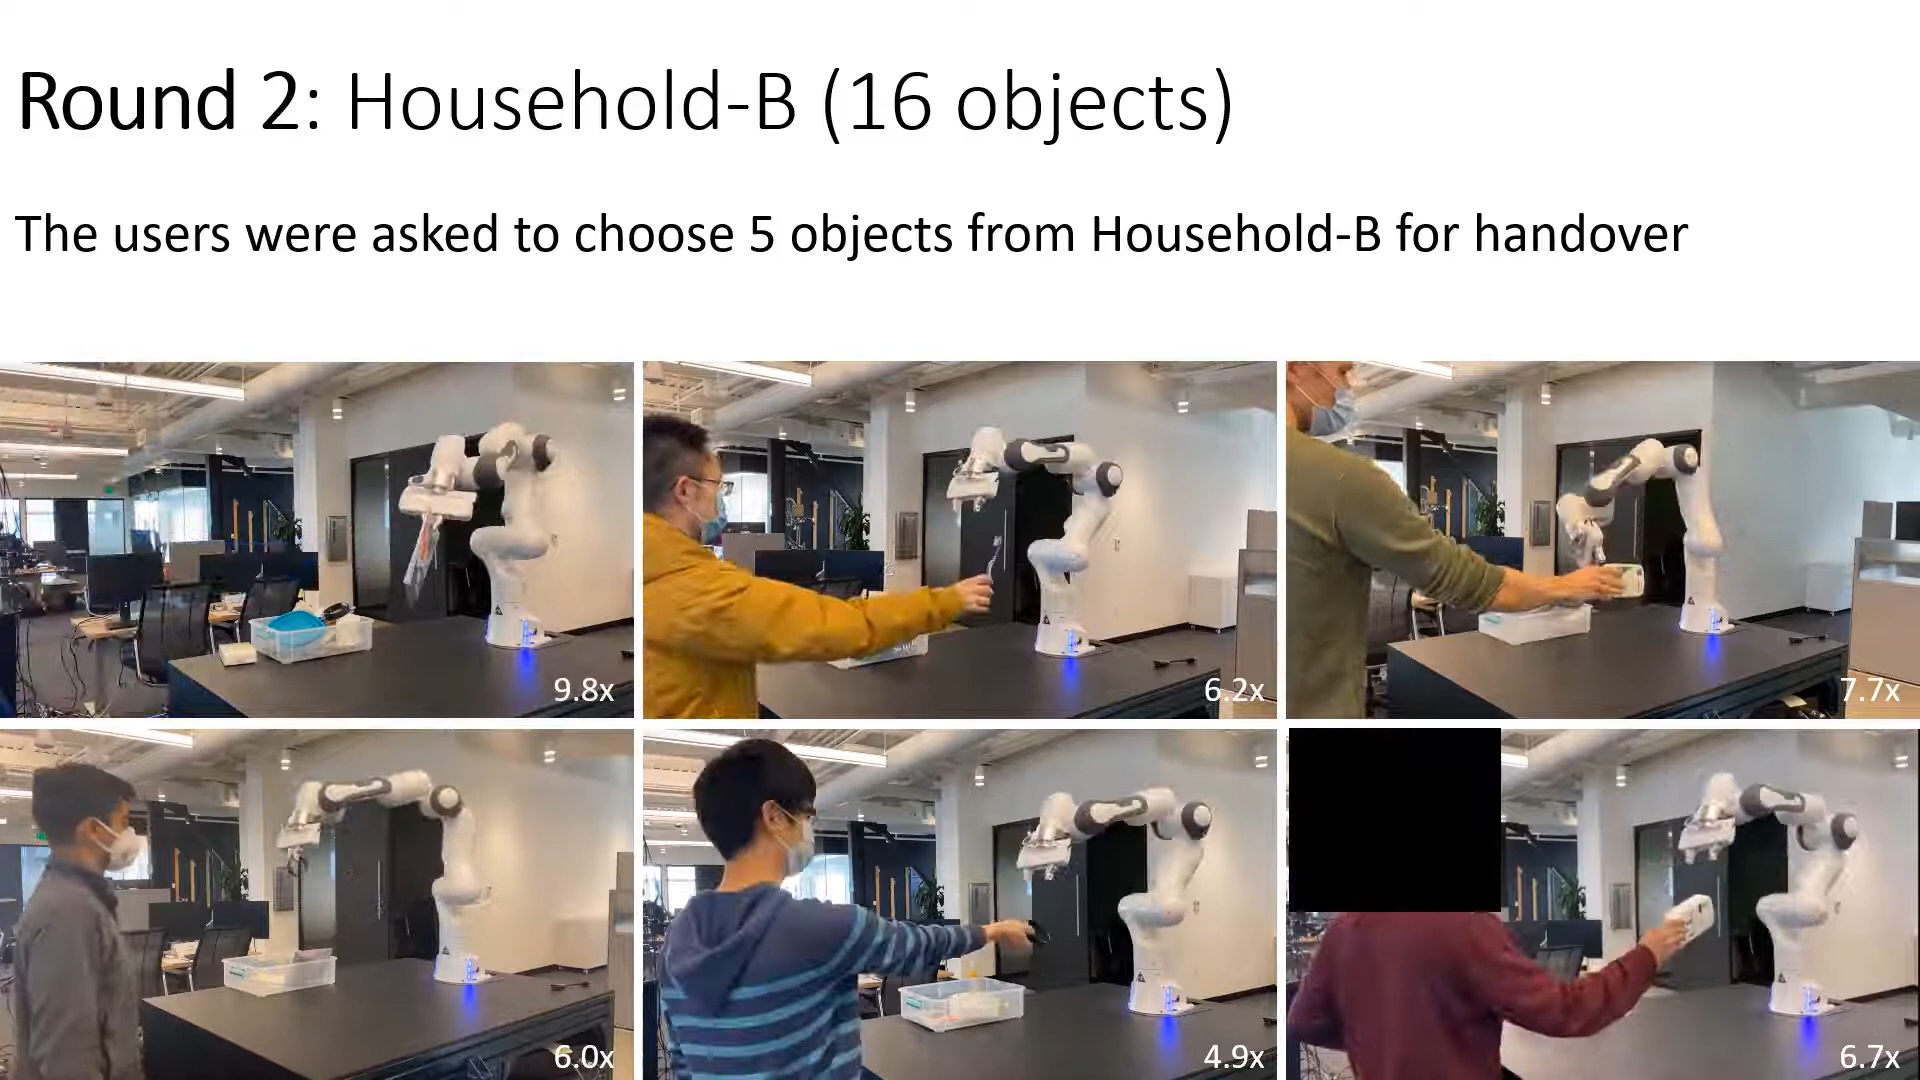 Round 2: Household-B (16 objects)
The users were asked to choose 5 objects from Household-B for handover
9.8x
6.2x
7.7x
6.0x
4.9x
6.7x